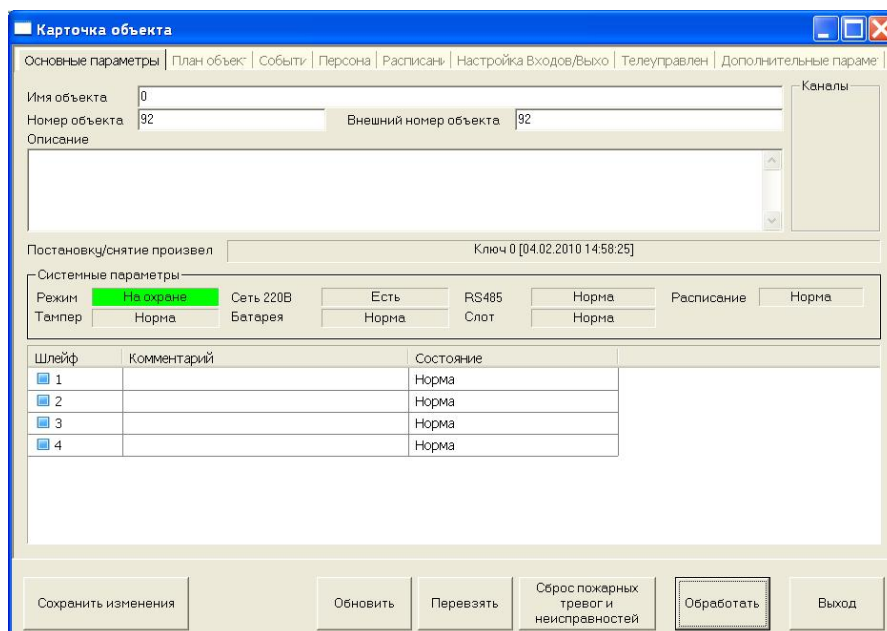 Карточка объекта
Основные параметры План объек Событи Персона Расписани Настройка Входов/Выхо Телеуправлен Дополнительные параме
Каналы
Имя объекта 0
Номер объекта 92 Внешний номер объекта 92
Описание
Постановку/снятие произвел Ключ 0 [04.02.2010 14:58:25]
Системные параметры
Режим На охране Сеть 220В Есть RS485 Норма Расписание Норма
Тампер Норма Батарея Норма Слот Норма
Шлейф Комментарий Состояние
1 Норма
2 Норма
3 Норма
4 Норма
Сохранить изменения Обновить Перевзять Сброс пожарных тревог и неисправностей Обработать Выход